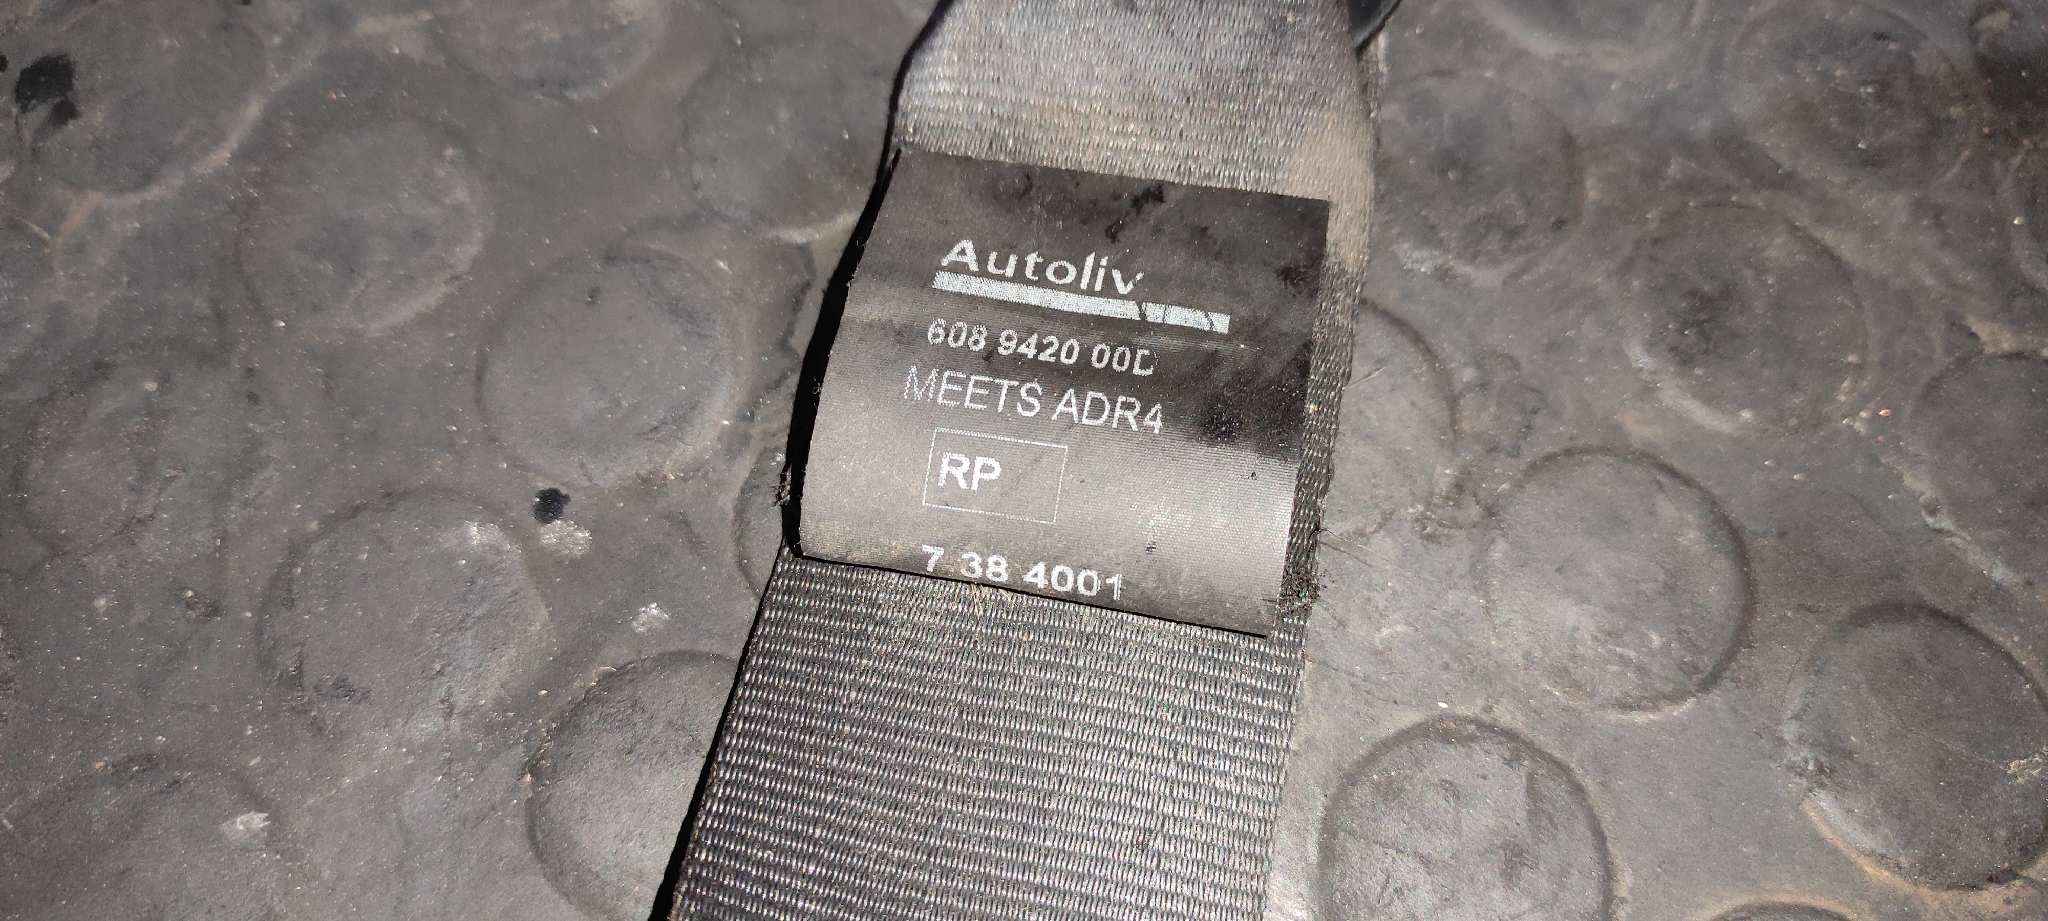 Autoliv
608 9420 00D
MEETS ADR4
RP
7 38 4001